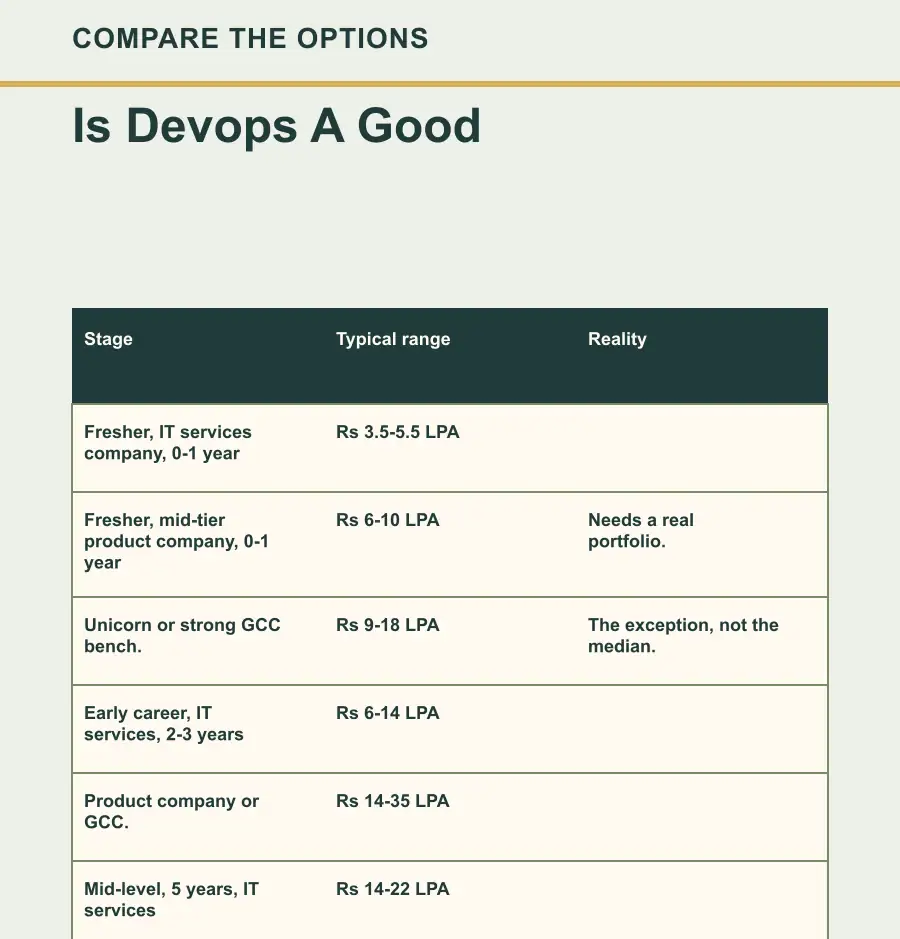 COMPARE THE OPTIONS
Is Devops A Good
Stage Typical range Reality
Fresher, IT services Rs 3.5-5.5 LPA
company, 0-1 year
Fresher, mid-tier Rs 6-10 LPA Needs a real
product company, 0-1 portfolio.
year
Unicorn or strong GCC Rs 9-18 LPA The exception, not the
bench. median.
Early career, IT Rs 6-14 LPA
services, 2-3 years
Product company or Rs 14-35 LPA
GCC.
Mid-level, 5 years, IT Rs 14-22 LPA
services